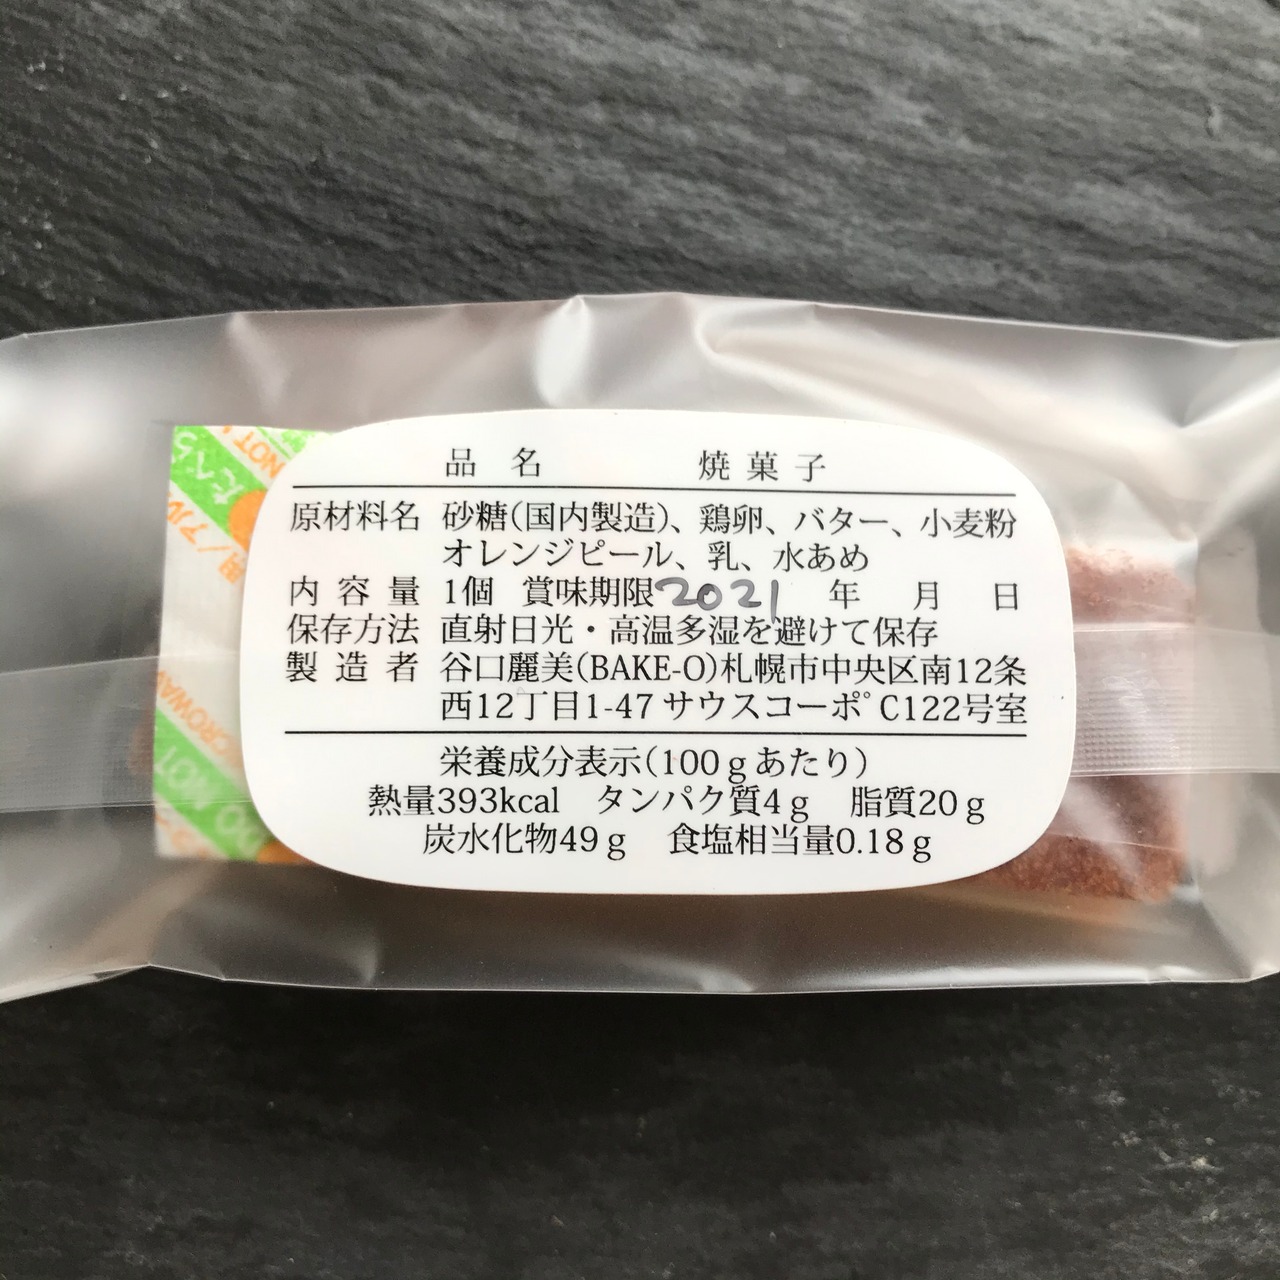 品名 焼菓子
原材料名 砂糖(国内製造)、鶏卵、バター、小麦粉
オレンジピール、乳、水あめ
内容量 1個 賞味期限2021 年 月 日
保存方法 直射日光・高温多湿を避けて保存
製造者 谷口麗美(BAKE-O)札幌市中央区南12条
西12丁目1-47 サウスコーポC122号室
栄養成分表示(100gあたり)
熱量393kcal タンパク質4g 脂質20g
炭水化物49g 食塩相当量0.18g
NOT
たべら
DO NOT